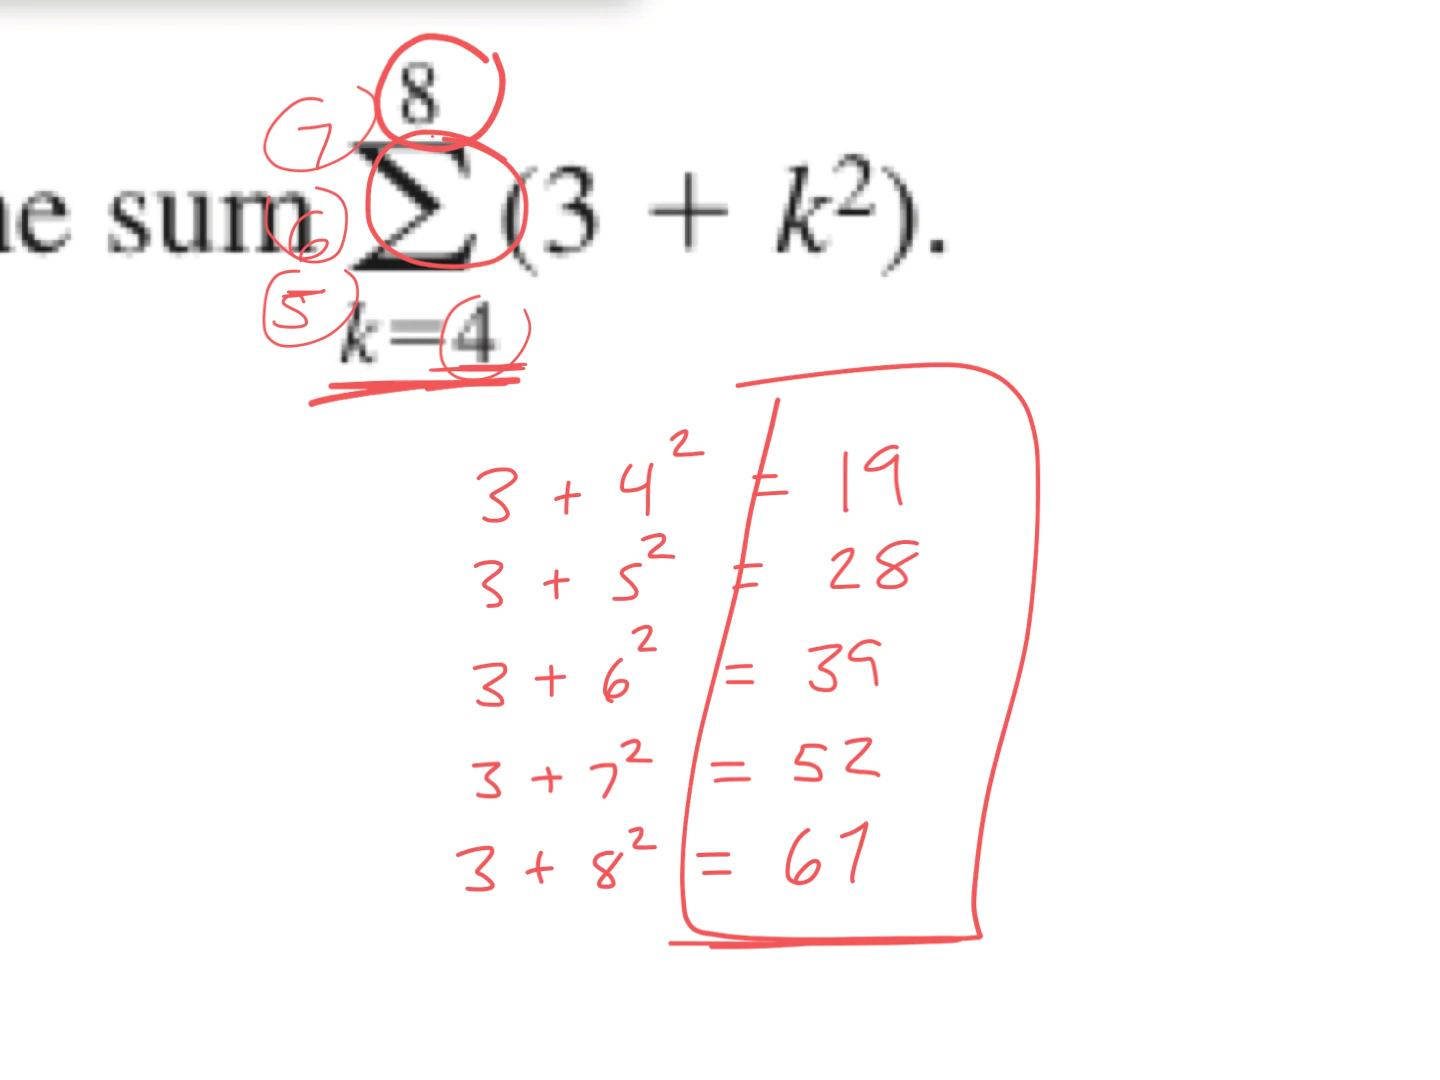 8
7
he sum Σ (3 + k²).
6
5
k=4
3 + 4² = 19
3 + 5² = 28
3 + 6² = 39
3 + 7² = 52
3 + 8² = 67